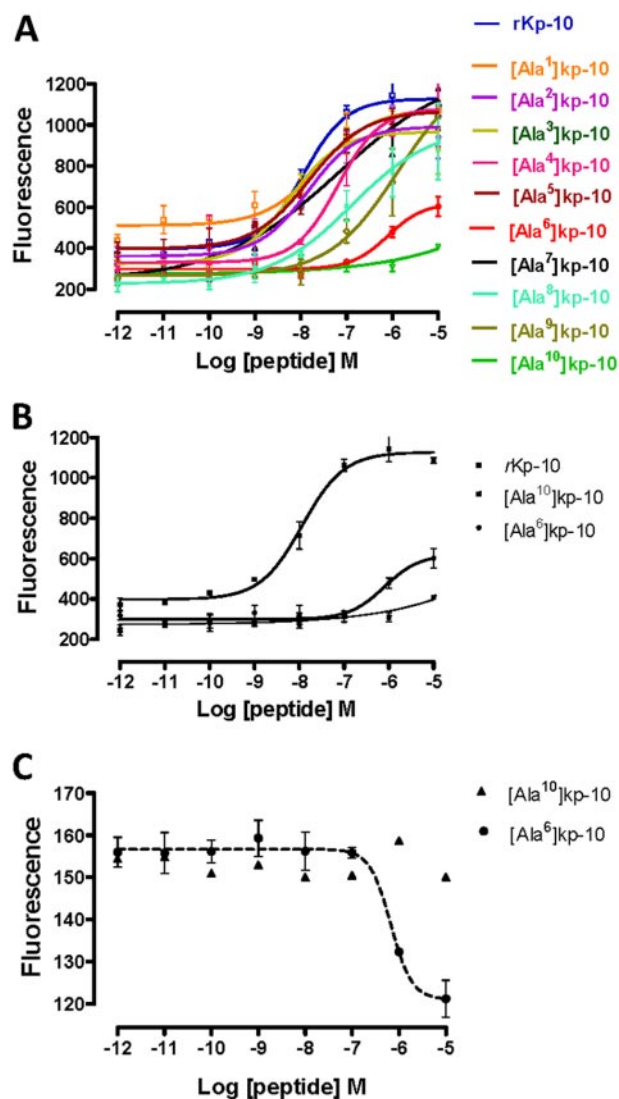 A
rKp-10
[Ala¹]kp-10
[Ala²]kp-10
[Ala³]kp-10
[Ala⁴]kp-10
[Ala⁵]kp-10
[Ala⁶]kp-10
[Ala⁷]kp-10
[Ala⁸]kp-10
[Ala⁹]kp-10
[Ala¹⁰]kp-10
Fluorescence
1200
1000
800
600
400
200
-12 -11 -10 -9 -8 -7 -6 -5
Log [peptide] M
B
rKp-10
[Ala¹⁰]kp-10
[Ala⁶]kp-10
Fluorescence
1200
1000
800
600
400
200
-12 -11 -10 -9 -8 -7 -6 -5
Log [peptide] M
C
[Ala¹⁰]kp-10
[Ala⁶]kp-10
Fluorescence
170
160
150
140
130
120
-12 -11 -10 -9 -8 -7 -6 -5
Log [peptide] M